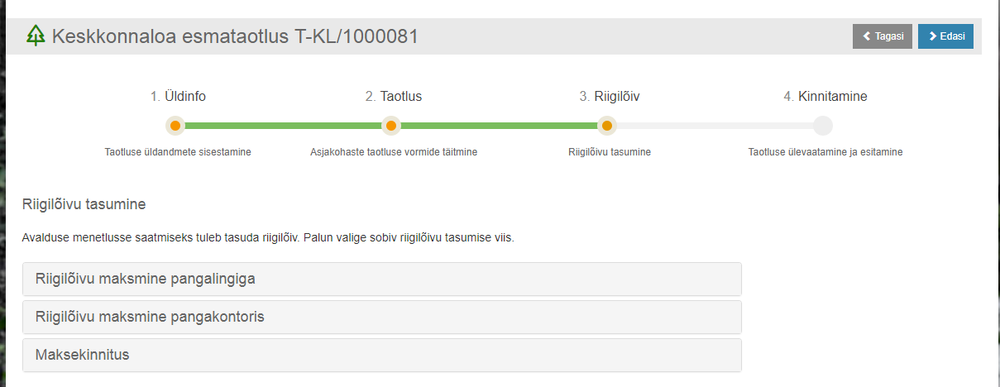 Keskkonnaloa esmataotlus T-KL/1000081
Tagasi
Edasi
1. Üldinfo
2. Taotlus
3. Riigilõiv
4. Kinnitamine
Taotluse üldandmete sisestamine
Asjakohaste taotluse vormide täitmine
Riigilõivu tasumine
Taotluse ülevaatamine ja esitamine
Riigilõivu tasumine
Avalduse menetlusse saatmiseks tuleb tasuda riigilõiv. Palun valige sobiv riigilõivu tasumise viis.
Riigilõivu maksmine pangalingiga
Riigilõivu maksmine pangakontoris
Maksekinnitus